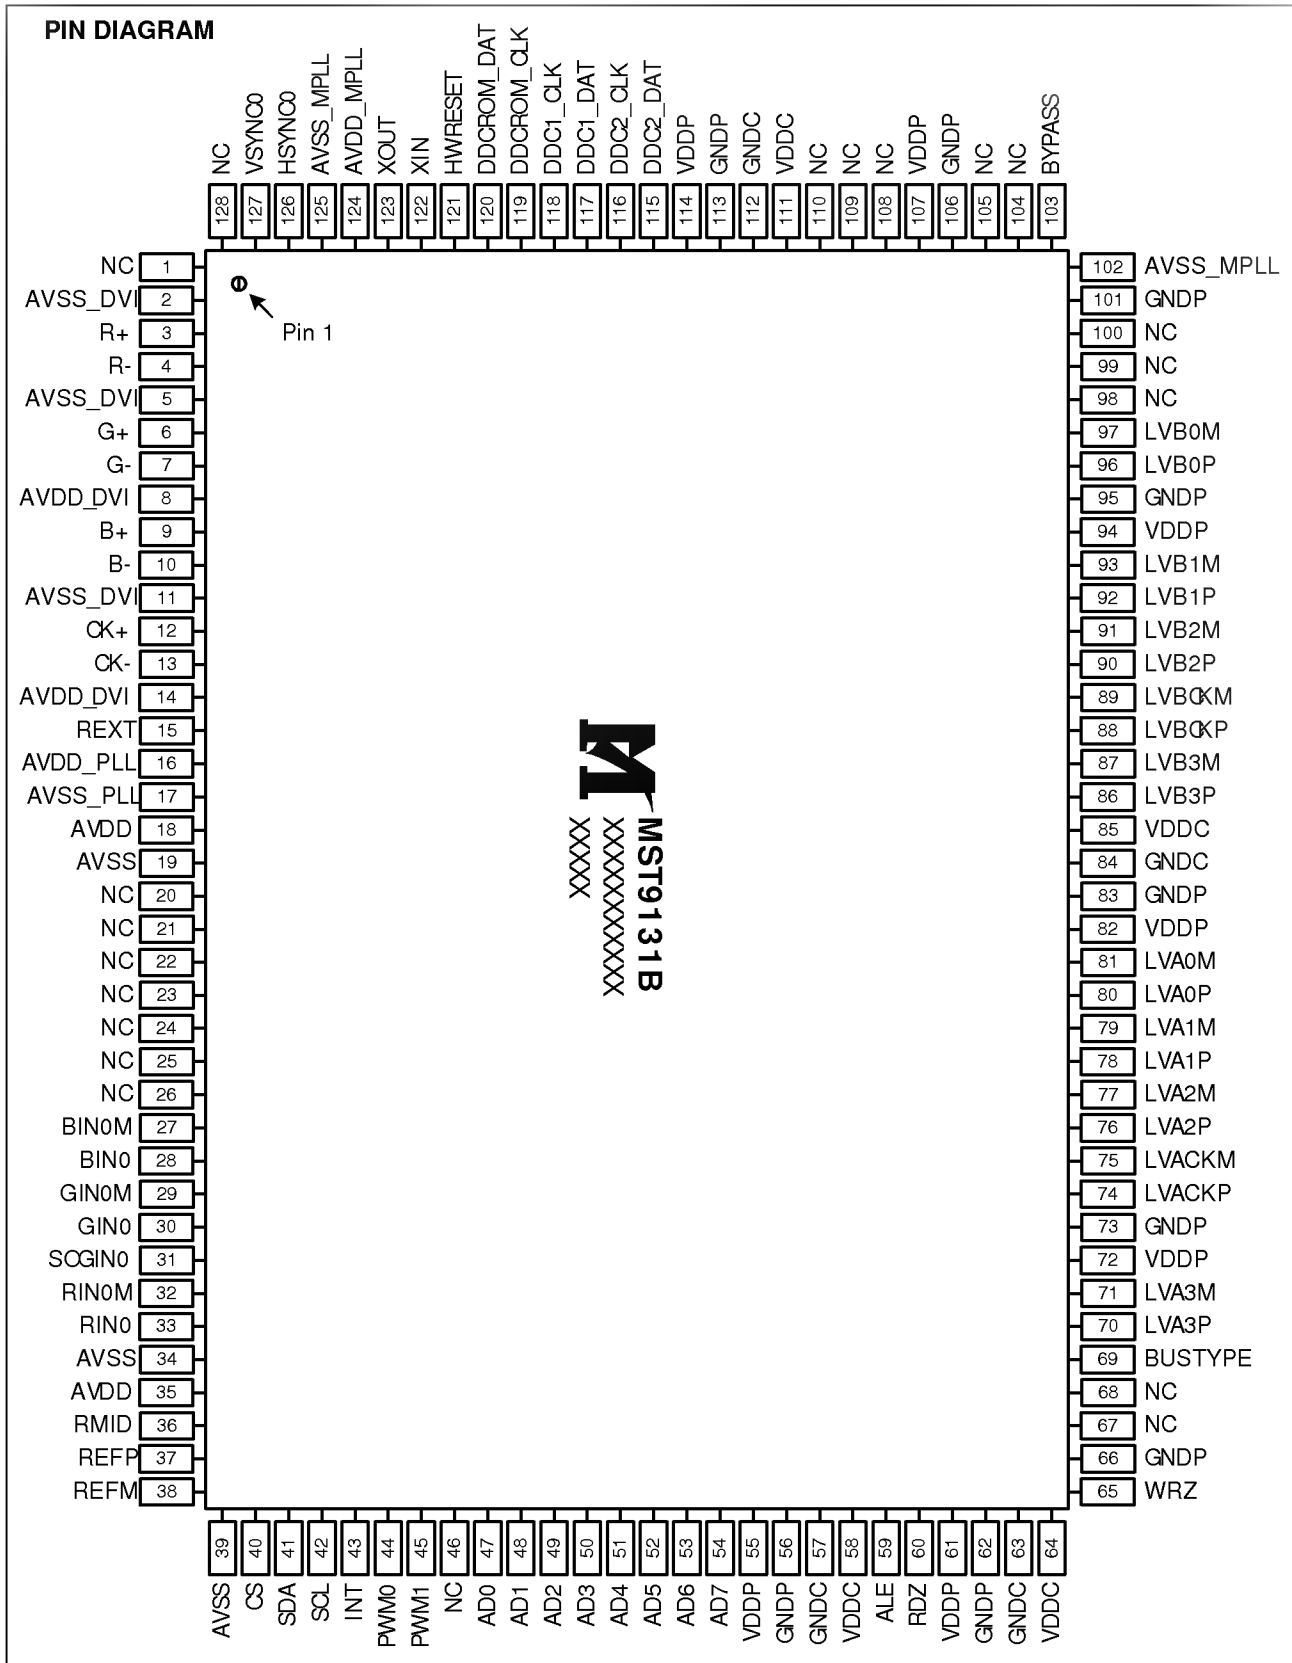 PIN DIAGRAM
NC 128
VSYNC0 127
HSYNC0 126
AVSS_MPLL 125
AVDD_MPLL 124
XOUT 123
XIN 122
HWRESET 121
DDCROM_DAT 120
DDCROM_CLK 119
DDC1_CLK 118
DDC1_DAT 117
DDC2_CLK 116
DDC2_DAT 115
VDDP 114
GNDP 113
GNDC 112
VDDC 111
NC 110
NC 109
NC 108
VDDP 107
GNDP 106
NC 105
NC 104
BYPASS 103
NC 1
AVSS_DVI 2
R+ 3
R- 4
AVSS_DVI 5
G+ 6
G- 7
AVDD_DVI 8
B+ 9
B- 10
AVSS_DVI 11
CK+ 12
CK- 13
AVDD_DVI 14
REXT 15
AVDD_PLL 16
AVSS_PLL 17
AVDD 18
AVSS 19
NC 20
NC 21
NC 22
NC 23
NC 24
NC 25
NC 26
BIN0M 27
BIN0 28
GIN0M 29
GIN0 30
SOGIN0 31
RIN0M 32
RIN0 33
AVSS 34
AVDD 35
RMID 36
REFP 37
REFM 38
Pin 1
MST9131B
XXXXXXXXXXX
XXXXX
102 AVSS_MPLL
101 GNDP
100 NC
99 NC
98 NC
97 LVB0M
96 LVB0P
95 GNDP
94 VDDP
93 LVB1M
92 LVB1P
91 LVB2M
90 LVB2P
89 LVBCKM
88 LVBCKP
87 LVB3M
86 LVB3P
85 VDDC
84 GNDC
83 GNDP
82 VDDP
81 LVA0M
80 LVA0P
79 LVA1M
78 LVA1P
77 LVA2M
76 LVA2P
75 LVACKM
74 LVACKP
73 GNDP
72 VDDP
71 LVA3M
70 LVA3P
69 BUSTYPE
68 NC
67 NC
66 GNDP
65 WRZ
AVSS 39
CS 40
SDA 41
SCL 42
INT 43
PWM0 44
PWM1 45
NC 46
AD0 47
AD1 48
AD2 49
AD3 50
AD4 51
AD5 52
AD6 53
AD7 54
VDDP 55
GNDP 56
GNDC 57
VDDC 58
ALE 59
RDZ 60
VDDP 61
GNDP 62
GNDC 63
VDDC 64